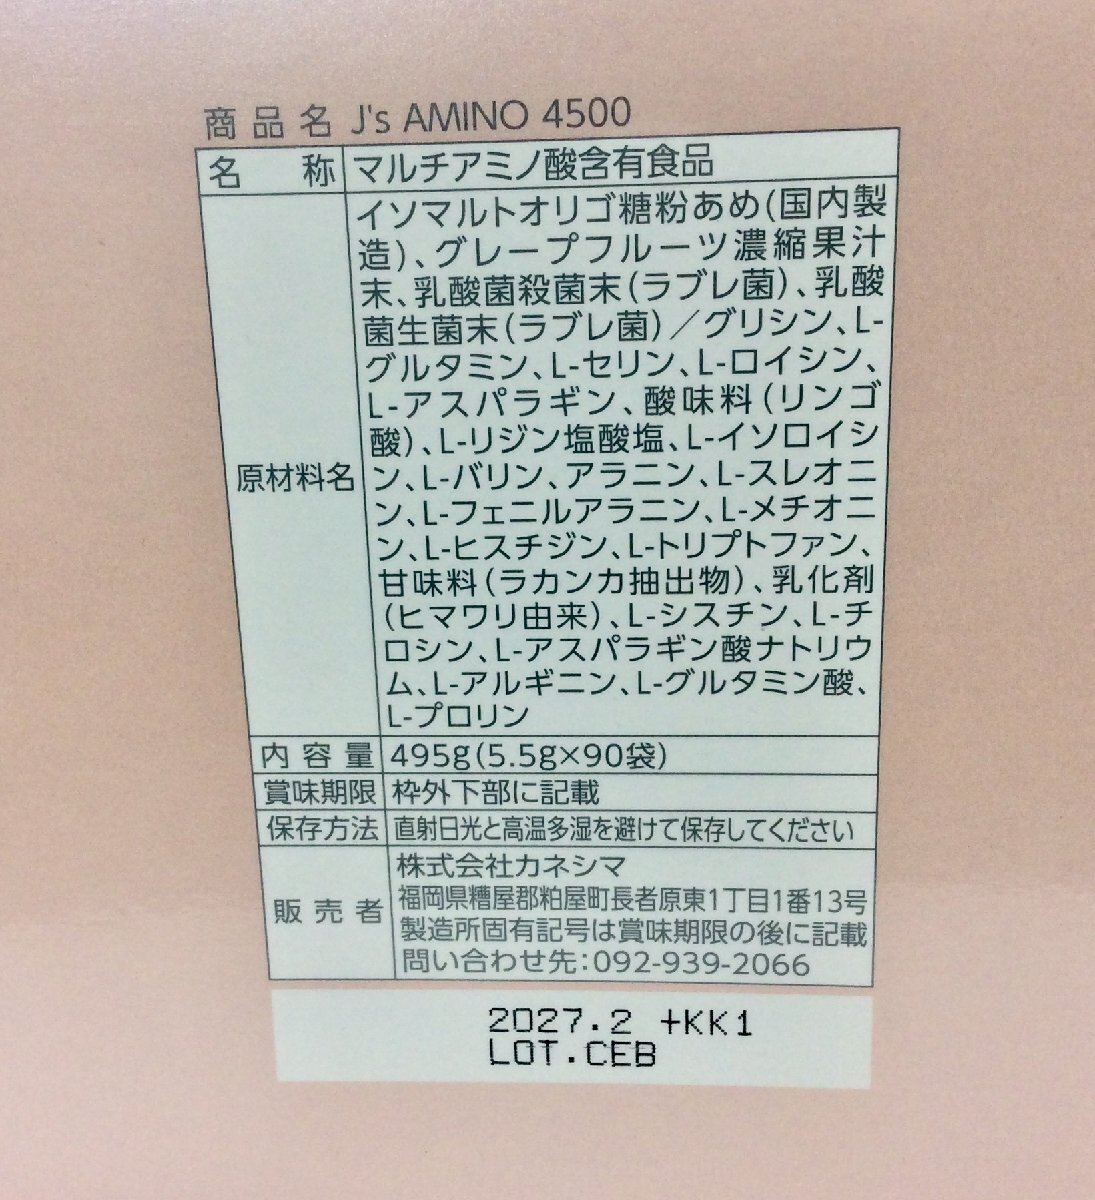 商品名 J's AMINO 4500
名称 マルチアミノ酸含有食品
原材料名
イソマルトオリゴ糖粉あめ(国内製
造)、グレープフルーツ濃縮果汁
末、乳酸菌殺菌末(ラブレ菌)、乳酸
菌生菌末(ラブレ菌)／グリシン、L-
グルタミン、L-セリン、L-ロイシン、
L-アスパラギン、酸味料(リンゴ
酸)、L-リジン塩酸塩、L-イソロイシ
ン、L-バリン、アラニン、L-スレオニ
ン、L-フェニルアラニン、L-メチオニ
ン、L-ヒスチジン、L-トリプトファン、
甘味料(ラカンカ抽出物)、乳化剤
(ヒマワリ由来)、L-シスチン、L-チ
ロシン、L-アスパラギン酸ナトリウ
ム、L-アルギニン、L-グルタミン酸、
L-プロリン
内容量 495g(5.5g×90袋)
賞味期限 枠外下部に記載
保存方法 直射日光と高温多湿を避けて保存してください
販売者
株式会社カネシマ
福岡県糟屋郡粕屋町長者原東1丁目1番13号
製造所固有記号は賞味期限の後に記載
問い合わせ先:092-939-2066
2027.2 +KK1
LOT.CEB